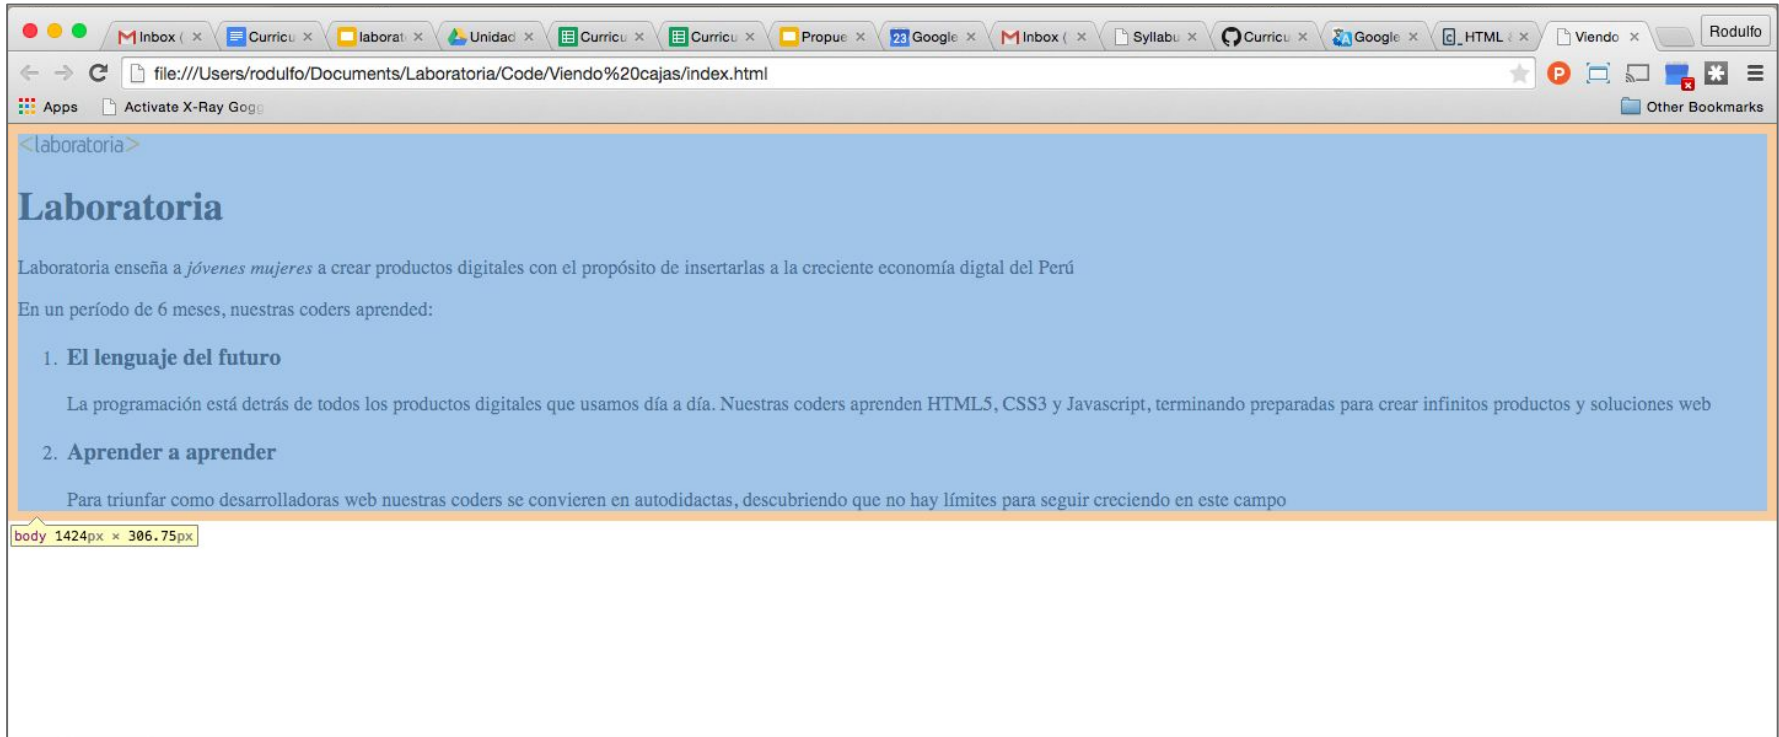 Inbox ( Curricu laborat Unidad Curricu Curricu Propue 23 Google Inbox ( Syllabu Curricu Google c_HTML & Viendo Rodulfo
file:///Users/rodulfo/Documents/Laboratoria/Code/Viendo%20cajas/index.html
Apps Activate X-Ray Gogg Other Bookmarks
<laboratoria>
Laboratoria
Laboratoria enseña a jóvenes mujeres a crear productos digitales con el propósito de insertarlas a la creciente economía digtal del Perú
En un período de 6 meses, nuestras coders aprended:
1. El lenguaje del futuro
La programación está detrás de todos los productos digitales que usamos día a día. Nuestras coders aprenden HTML5, CSS3 y Javascript, terminando preparadas para crear infinitos productos y soluciones web
2. Aprender a aprender
Para triunfar como desarrolladoras web nuestras coders se convieren en autodidactas, descubriendo que no hay límites para seguir creciendo en este campo
body 1424px × 306.75px